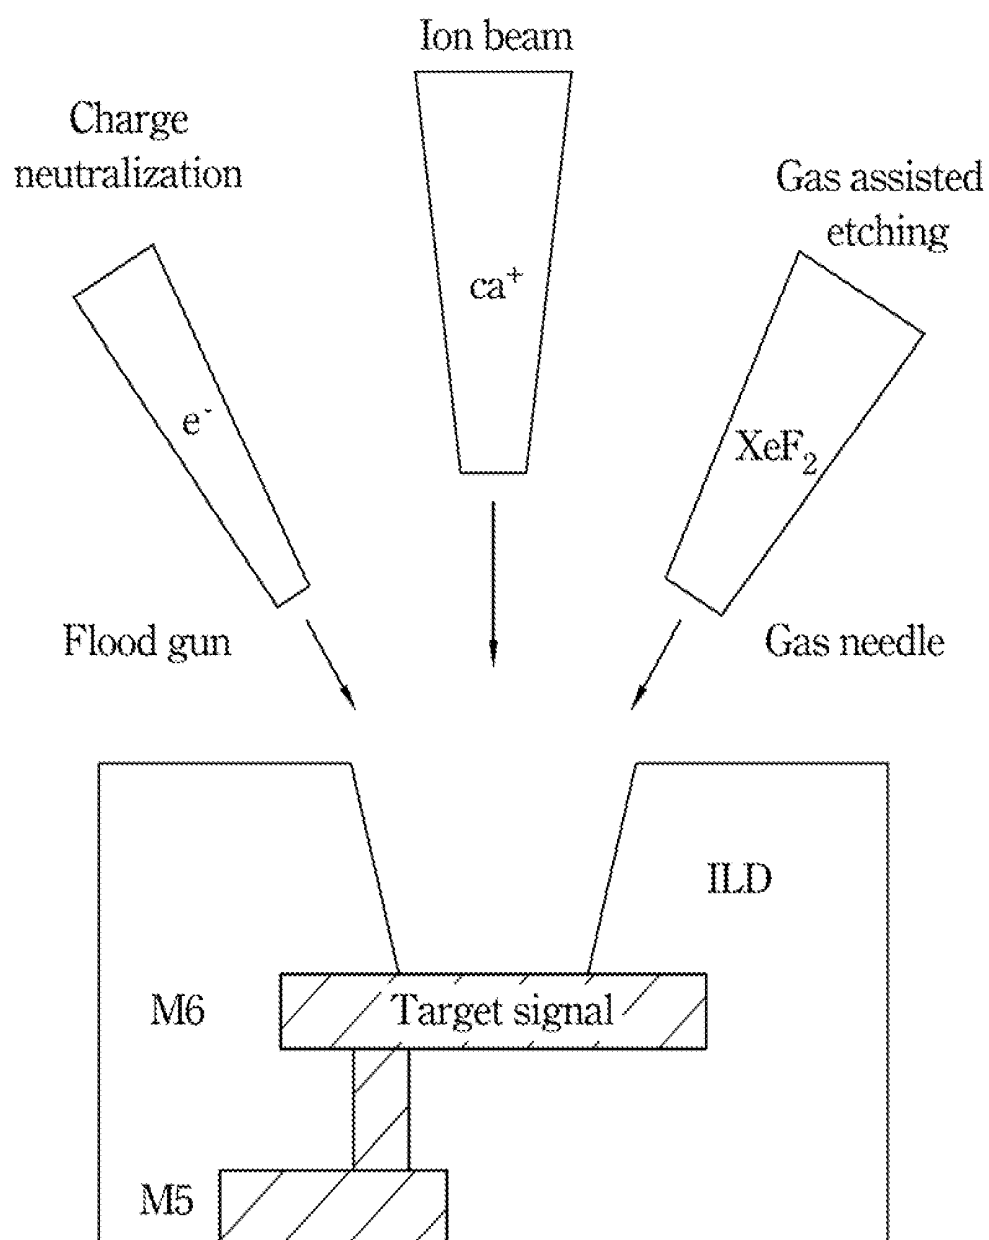 Ion beam
Charge
neutralization
Gas assisted
etching
ca⁺
e⁻
XeF₂
Flood gun
Gas needle
ILD
M6
Target signal
M5